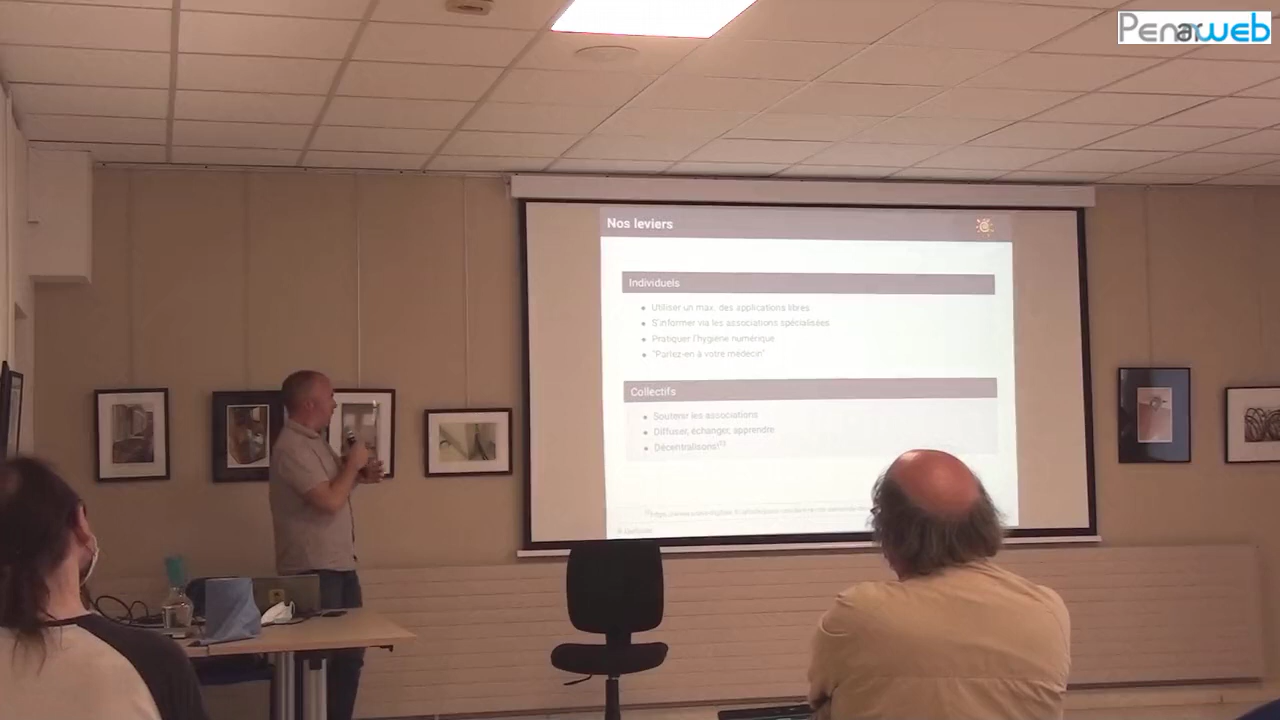 Penarweb
Nos leviers
Individuels
Utiliser un max. des applications libres
S'informer via les associations spécialisées
Pratiquer l'hygiène numérique
"Parlez-en à votre médecin"
Collectifs
Soutenir les associations
Diffuser, échanger, apprendre
Décentralisons!